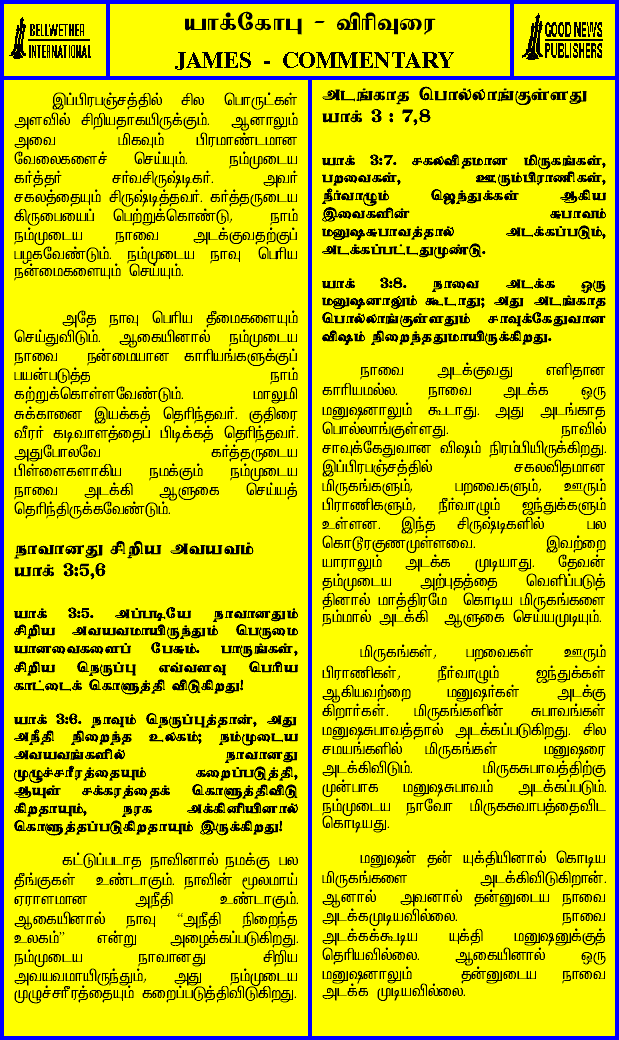 BELLWETHER
INTERNATIONAL
யாக்கோபு - விரிவுரை
JAMES - COMMENTARY
GOOD NEWS
PUBLISHERS
இப்பிரபஞ்சத்தில் சில பொருட்கள்
அளவில் சிறியதாகயிருக்கும். ஆனாலும்
அவை மிகவும் பிரமாண்டமான
வேலைகளைச் செய்யும். நம்முடைய
கர்த்தர் சர்வசிருஷ்டிகர். அவர்
சகலத்தையும் சிருஷ்டித்தவர். கர்த்தருடைய
கிருபையைப் பெற்றுக்கொண்டு, நாம்
நம்முடைய நாவை அடக்குவதற்குப்
பழகவேண்டும். நம்முடைய நாவு பெரிய
நன்மைகளையும் செய்யும்.
அதே நாவு பெரிய தீமைகளையும்
செய்துவிடும். ஆகையினால் நம்முடைய
நாவை நன்மையான காரியங்களுக்குப்
பயன்படுத்த நாம்
கற்றுக்கொள்ளவேண்டும். மாலுமி
சுக்கானை இயக்கத் தெரிந்தவர். குதிரை
வீரர் கடிவாளத்தைப் பிடிக்கத் தெரிந்தவர்.
அதுபோலவே கர்த்தருடைய
பிள்ளைகளாகிய நமக்கும் நம்முடைய
நாவை அடக்கி ஆளுகை செய்யத்
தெரிந்திருக்கவேண்டும்.
நாவானது சிறிய அவயவம்
யாக் 3:5,6
யாக் 3:5. அப்படியே நாவானதும்
சிறிய அவயவமாயிருந்தும் பெருமை
யானவைகளைப் பேசும். பாருங்கள்,
சிறிய நெருப்பு எவ்வளவு பெரிய
காட்டைக் கொளுத்தி விடுகிறது!
யாக் 3:6. நாவும் நெருப்புத்தான், அது
அநீதி நிறைந்த உலகம்; நம்முடைய
அவயவங்களில் நாவானது
முழுச்சரீரத்தையும் கறைப்படுத்தி,
ஆயுள் சக்கரத்தைக் கொளுத்திவிடு
கிறதாயும், நரக அக்கினியினால்
கொளுத்தப்படுகிறதாயும் இருக்கிறது!
கட்டுப்படாத நாவினால் நமக்கு பல
தீங்குகள் உண்டாகும். நாவின் மூலமாய்
ஏராளமான அநீதி உண்டாகும்.
ஆகையினால் நாவு “அநீதி நிறைந்த
உலகம்” என்று அழைக்கப்படுகிறது.
நம்முடைய நாவானது சிறிய
அவயவமாயிருந்தும், அது நம்முடைய
முழுச்சரீரத்தையும் கறைப்படுத்திவிடுகிறது.
அடங்காத பொல்லாங்குள்ளது
யாக் 3 : 7,8
யாக் 3:7. சகலவிதமான மிருகங்கள்,
பறவைகள், ஊரும்பிராணிகள்,
நீர்வாழும் ஜெந்துக்கள் ஆகிய
இவைகளின் சுபாவம்
மனுஷசுபாவத்தால் அடக்கப்படும்,
அடக்கப்பட்டதுமுண்டு.
யாக் 3:8. நாவை அடக்க ஒரு
மனுஷனாலும் கூடாது; அது அடங்காத
பொல்லாங்குள்ளதும் சாவுக்கேதுவான
விஷம் நிறைந்ததுமாயிருக்கிறது.
நாவை அடக்குவது எளிதான
காரியமல்ல. நாவை அடக்க ஒரு
மனுஷனாலும் கூடாது. அது அடங்காத
பொல்லாங்குள்ளது. நாவில்
சாவுக்கேதுவான விஷம் நிரம்பியிருக்கிறது.
இப்பிரபஞ்சத்தில் சகலவிதமான
மிருகங்களும், பறவைகளும், ஊரும்
பிராணிகளும், நீர்வாழும் ஜந்துக்களும்
உள்ளன. இந்த சிருஷ்டிகளில் பல
கொடூரகுணமுள்ளவை. இவற்றை
யாராலும் அடக்க முடியாது. தேவன்
தம்முடைய அற்புதத்தை வெளிப்படுத்
தினால் மாத்திரமே கொடிய மிருகங்களை
நம்மால் அடக்கி ஆளுகை செய்யமுடியும்.
மிருகங்கள், பறவைகள் ஊரும்
பிராணிகள், நீர்வாழும் ஜந்துக்கள்
ஆகியவற்றை மனுஷர்கள் அடக்கு
கிறார்கள். மிருகங்களின் சுபாவங்கள்
மனுஷசுபாவத்தால் அடக்கப்படுகிறது. சில
சமயங்களில் மிருகங்கள் மனுஷரை
அடக்கிவிடும். மிருகசுபாவத்திற்கு
முன்பாக மனுஷசுபாவம் அடக்கப்படும்.
நம்முடைய நாவோ மிருகசுவாபத்தைவிட
கொடியது.
மனுஷன் தன் யுக்தியினால் கொடிய
மிருகங்களை அடக்கிவிடுகிறான்.
ஆனால் அவனால் தன்னுடைய நாவை
அடக்கமுடியவில்லை. நாவை
அடக்கக்கூடிய யுக்தி மனுஷனுக்குத்
தெரியவில்லை. ஆகையினால் ஒரு
மனுஷனாலும் தன்னுடைய நாவை
அடக்க முடியவில்லை.